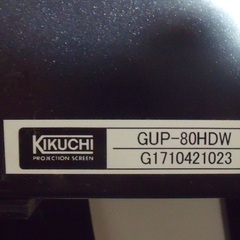 KIKUCHI
PROJECTION SCREEN
GUP-80HDW
G1710421023